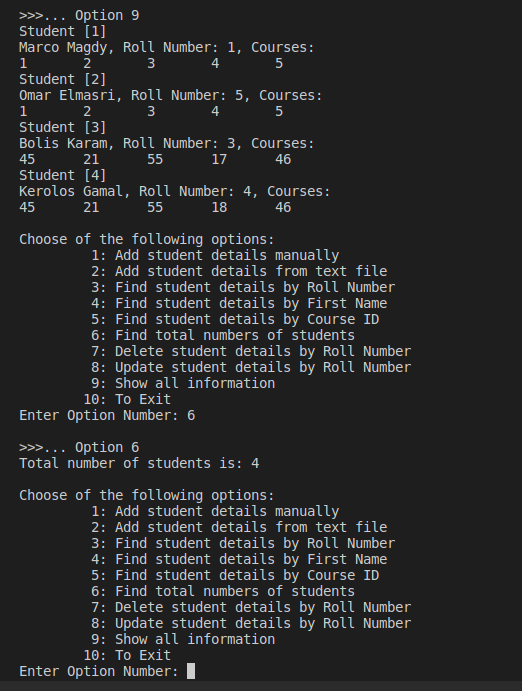 >>>... Option 9
Student [1]
Marco Magdy, Roll Number: 1, Courses:
1 2 3 4 5
Student [2]
Omar Elmasri, Roll Number: 5, Courses:
1 2 3 4 5
Student [3]
Bolis Karam, Roll Number: 3, Courses:
45 21 55 17 46
Student [4]
Kerolos Gamal, Roll Number: 4, Courses:
45 21 55 18 46
Choose of the following options:
1: Add student details manually
2: Add student details from text file
3: Find student details by Roll Number
4: Find student details by First Name
5: Find student details by Course ID
6: Find total numbers of students
7: Delete student details by Roll Number
8: Update student details by Roll Number
9: Show all information
10: To Exit
Enter Option Number: 6
>>>... Option 6
Total number of students is: 4
Choose of the following options:
1: Add student details manually
2: Add student details from text file
3: Find student details by Roll Number
4: Find student details by First Name
5: Find student details by Course ID
6: Find total numbers of students
7: Delete student details by Roll Number
8: Update student details by Roll Number
9: Show all information
10: To Exit
Enter Option Number: